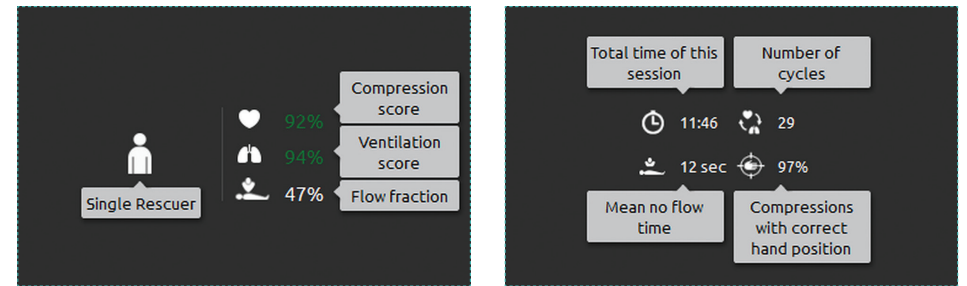 Compression
score
92%
Ventilation
score
94%
Single Rescuer
47%
Flow fraction
Total time of this
session
Number of
cycles
11:46
29
12 sec
97%
Mean no flow
time
Compressions
with correct
hand position